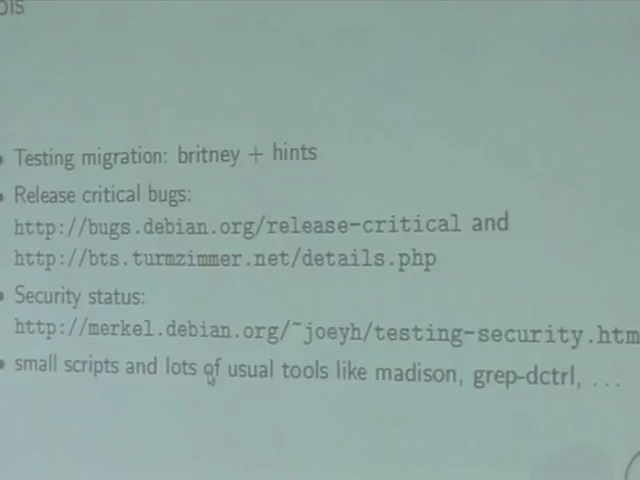 • Testing migration: britney + hints
• Release critical bugs:
http://bugs.debian.org/release-critical and
http://bts.turmzimmer.net/details.php
• Security status:
http://merkel.debian.org/~joeyh/testing-security.htm
• small scripts and lots of usual tools like madison, grep-dctrl, ...